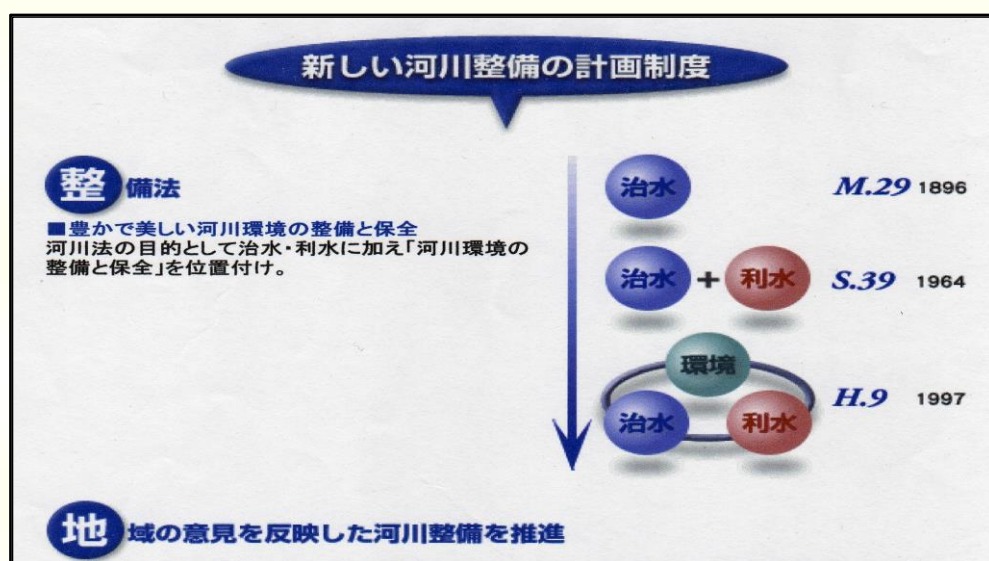 新しい河川整備の計画制度
整備法
■豊かで美しい河川環境の整備と保全
河川法の目的として治水・利水に加え「河川環境の
整備と保全」を位置付け。
治水 M.29 1896
治水 + 利水 S.39 1964
環境
治水 利水 H.9 1997
地域の意見を反映した河川整備を推進